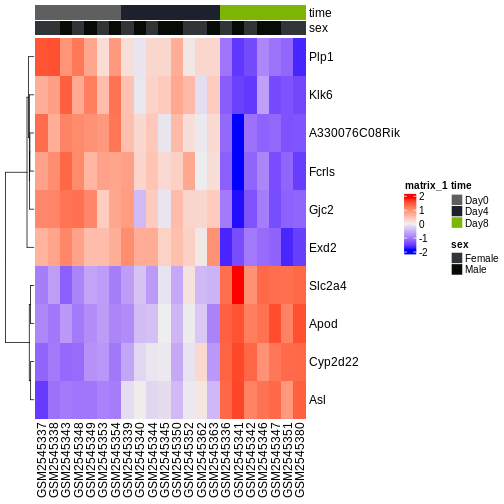 time
sex
Plp1
Klk6
A330076C08Rik
Fcrls
Gjc2
Exd2
Slc2a4
Apod
Cyp2d22
Asl
matrix_1
2
1
0
-1
-2
time
Day0
Day4
Day8
sex
Female
Male
GSM2545337
GSM2545338
GSM2545343
GSM2545348
GSM2545349
GSM2545353
GSM2545354
GSM2545339
GSM2545340
GSM2545344
GSM2545345
GSM2545350
GSM2545352
GSM2545362
GSM2545363
GSM2545336
GSM2545341
GSM2545342
GSM2545346
GSM2545347
GSM2545351
GSM2545380